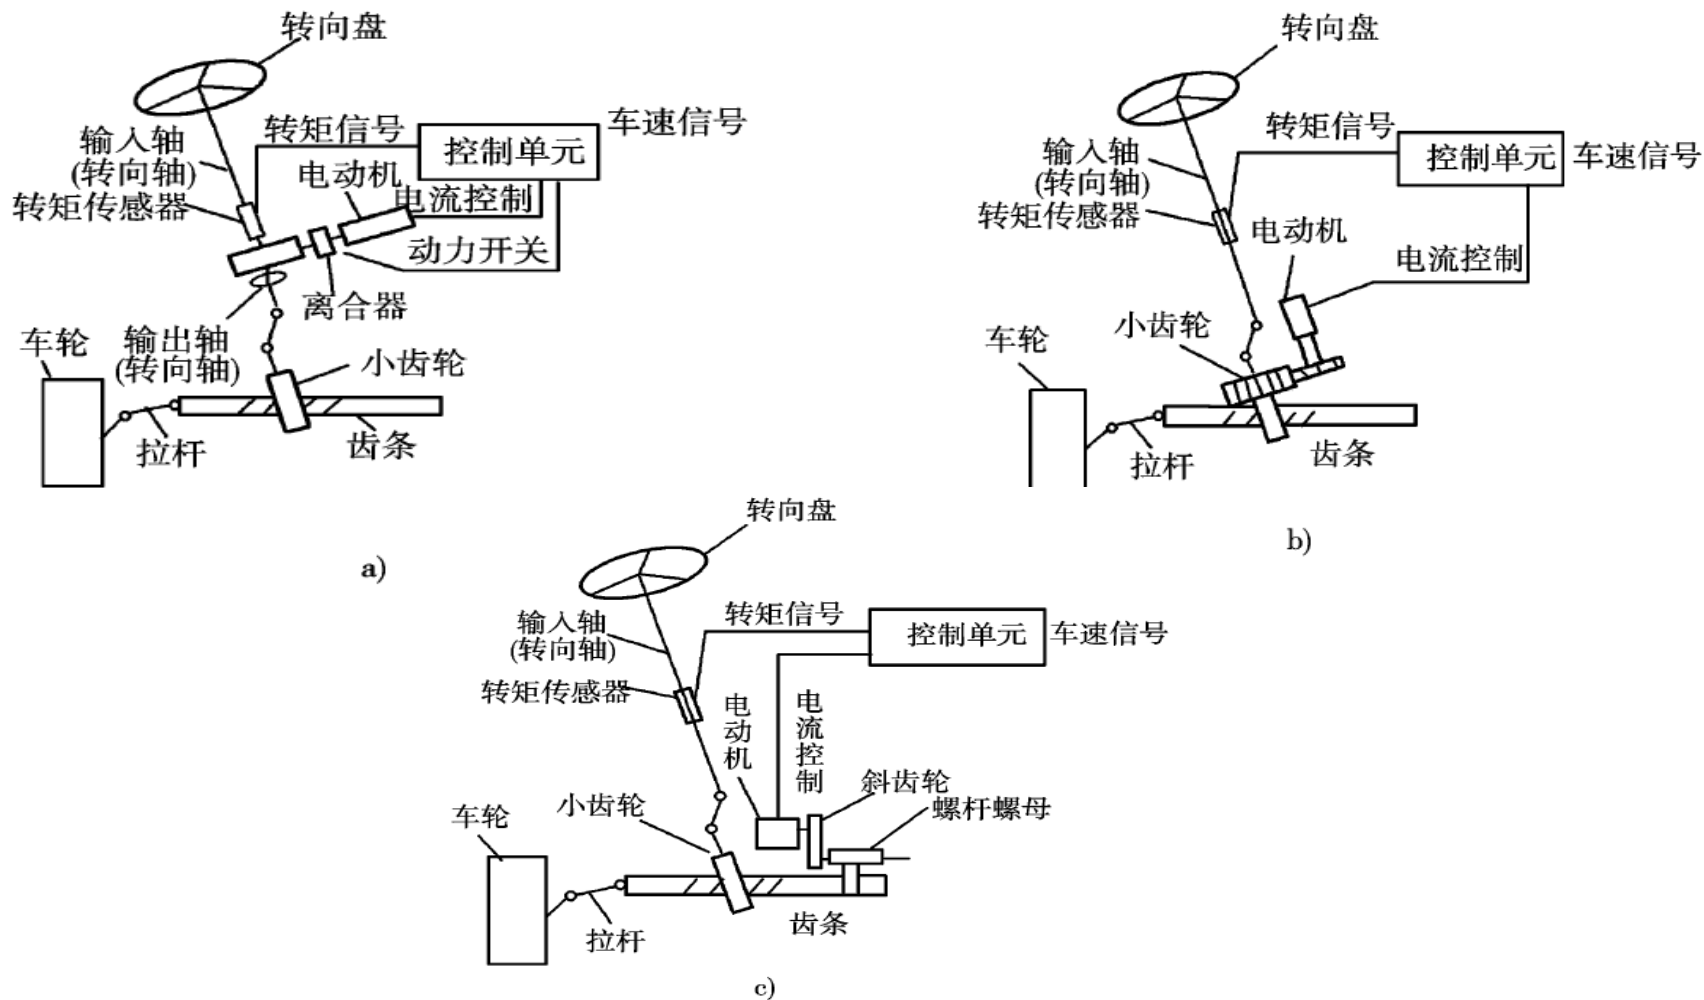 转向盘
输入轴
(转向轴)
转矩传感器
转矩信号
控制单元
车速信号
电动机
电流控制
动力开关
离合器
输出轴
(转向轴)
车轮
小齿轮
拉杆
齿条
a)
转向盘
输入轴
(转向轴)
转矩传感器
转矩信号
控制单元
车速信号
电动机
电流控制
小齿轮
车轮
拉杆
齿条
b)
转向盘
输入轴
(转向轴)
转矩传感器
转矩信号
控制单元
车速信号
电动机
电流控制
斜齿轮
螺杆螺母
小齿轮
车轮
拉杆
齿条
c)